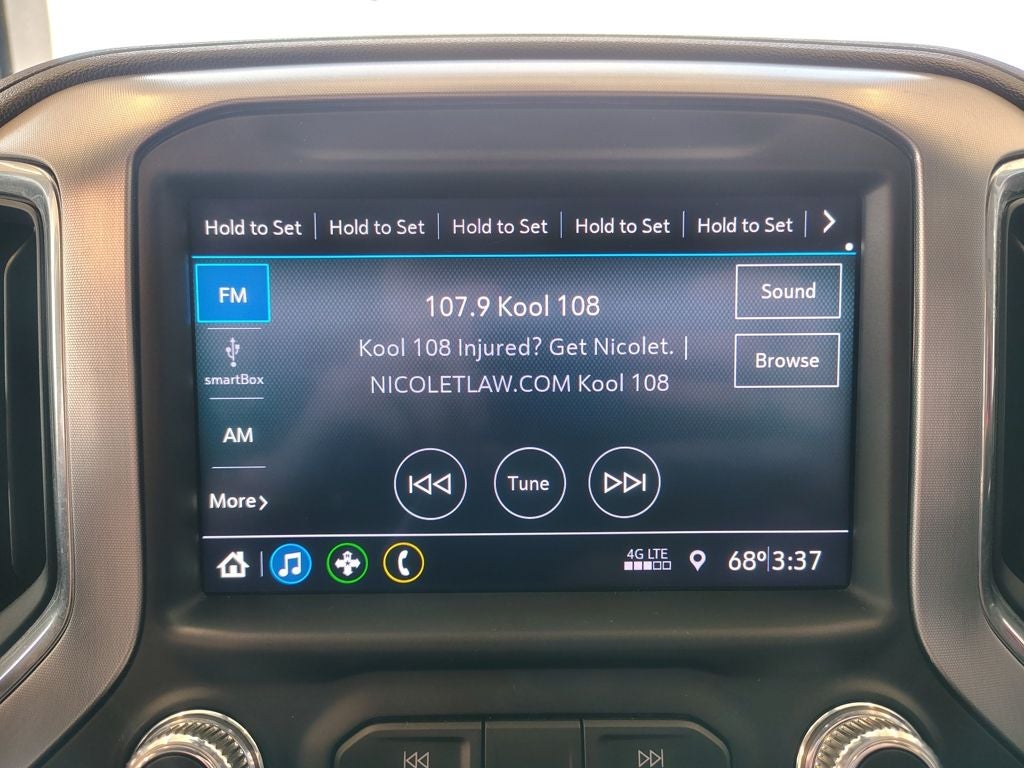 Hold to Set Hold to Set Hold to Set Hold to Set Hold to Set
FM
107.9 Kool 108
Sound
Kool 108 Injured? Get Nicolet. |
NICOLETLAW.COM Kool 108
smartBox
Browse
AM
More
Tune
4G LTE
68° 3:37